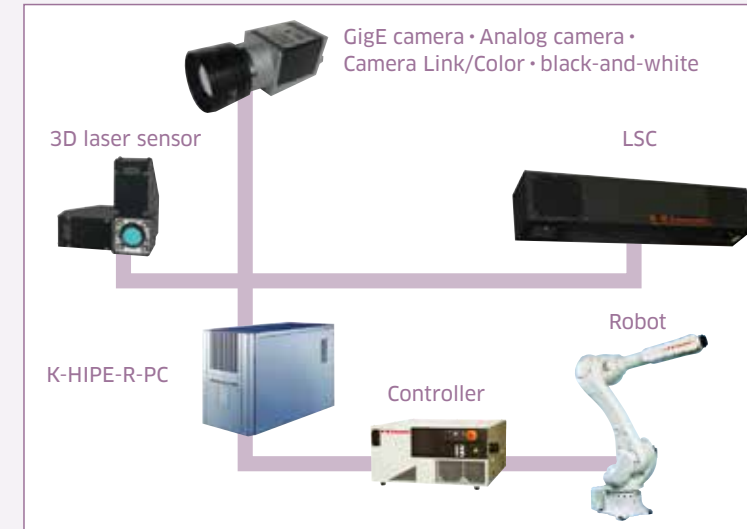 GigE camera・Analog camera・
Camera Link/Color・black-and-white
3D laser sensor
LSC
Robot
K-HIPE-R-PC
Controller